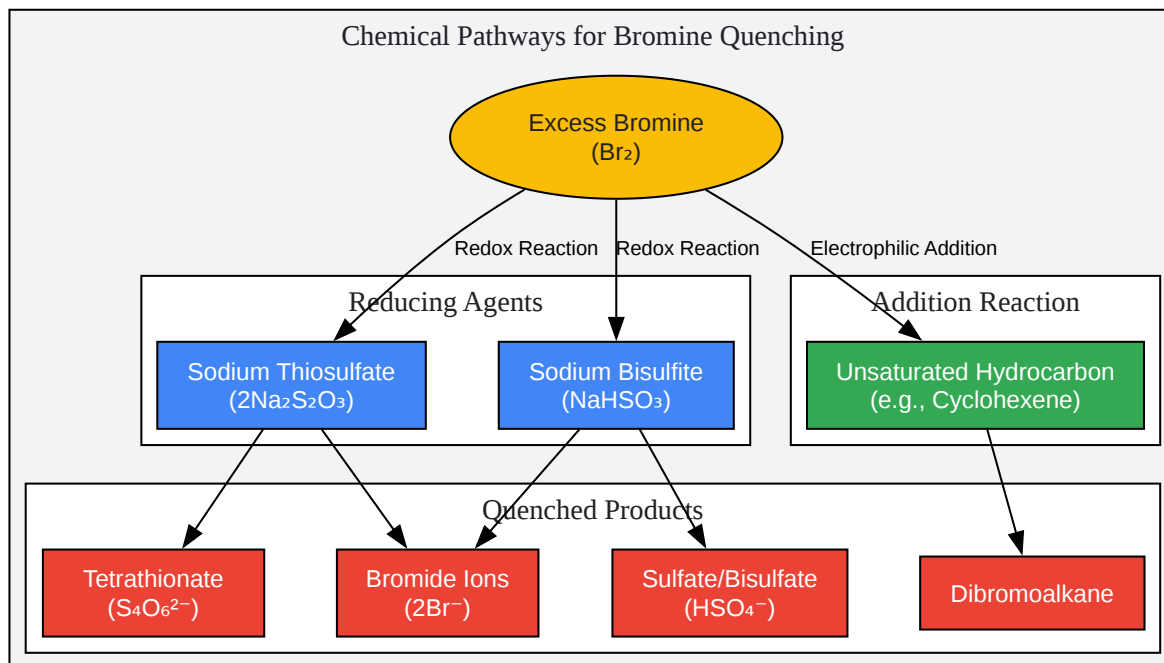 Chemical Pathways for Bromine Quenching
Excess Bromine
(Br₂)
Redox Reaction
Redox Reaction
Electrophilic Addition
Reducing Agents
Addition Reaction
Sodium Thiosulfate
(2Na₂S₂O₃)
Sodium Bisulfite
(NaHSO₃)
Unsaturated Hydrocarbon
(e.g., Cyclohexene)
Quenched Products
Tetrathionate
(S₄O₆²⁻)
Bromide Ions
(2Br⁻)
Sulfate/Bisulfate
(HSO₄⁻)
Dibromoalkane